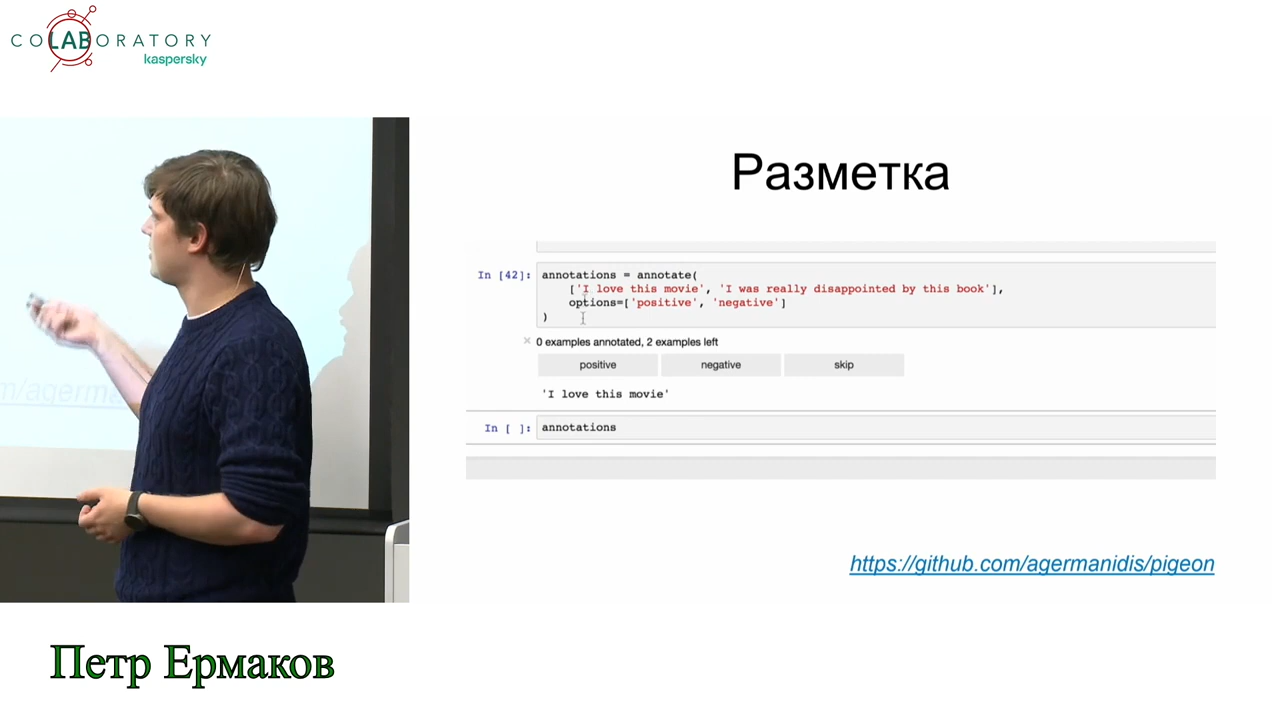 COLABORATORY
kaspersky
Разметка
In [42]: annotations = annotate(
['I love this movie', 'I was really disappointed by this book'],
options=['positive', 'negative']
)
× 0 examples annotated, 2 examples left
positive negative skip
'I love this movie'
In [ ]: annotations
https://github.com/agermanidis/pigeon
m/agerma
Петр Ермаков